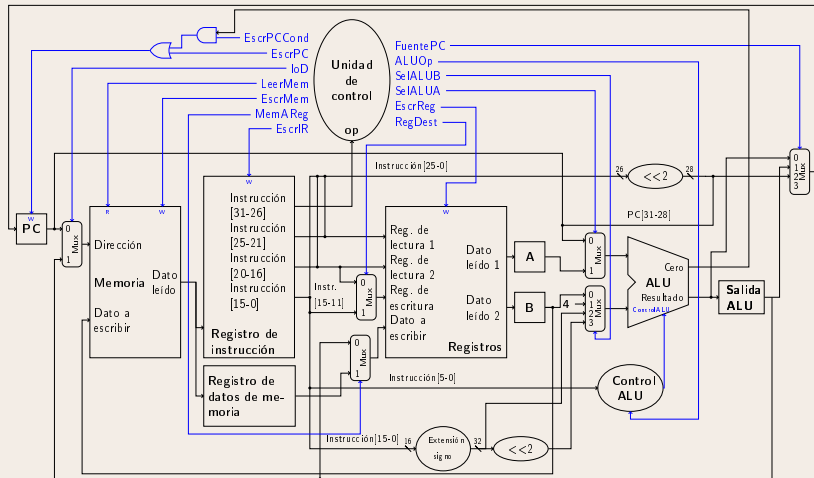 EscrPCCond
EscrPC
IoD
LeerMem
EscrMem
MemAReg
EscrIR
Unidad
de
control
op
FuentePC
ALUOp
SelALUB
SelALUA
EscrReg
RegDest
Instrucción[25-0]
26
<<2
28
0
1
2
3
Mux
PC[31-28]
W
PC
0
1
Mux
R
W
Dirección
Memoria
Dato
leído
Dato a
escribir
W
Instrucción
[31-26]
Instrucción
[25-21]
Instrucción
[20-16]
Instrucción
[15-0]
Registro de
instrucción
Registro de
datos de me-
moria
Instr.
[15-11]
0
1
Mux
0
1
Mux
W
Reg. de
lectura 1
Reg. de
lectura 2
Reg. de
escritura
Dato a
escribir
Dato
leído 1
Dato
leído 2
Registros
A
B
4
0
1
Mux
0
1
2
3
Mux
Cero
ALU
Resultado
ControlALU
Salida
ALU
Instrucción[5-0]
Control
ALU
Instrucción[15-0]
16
Extensión
signo
32
<<2